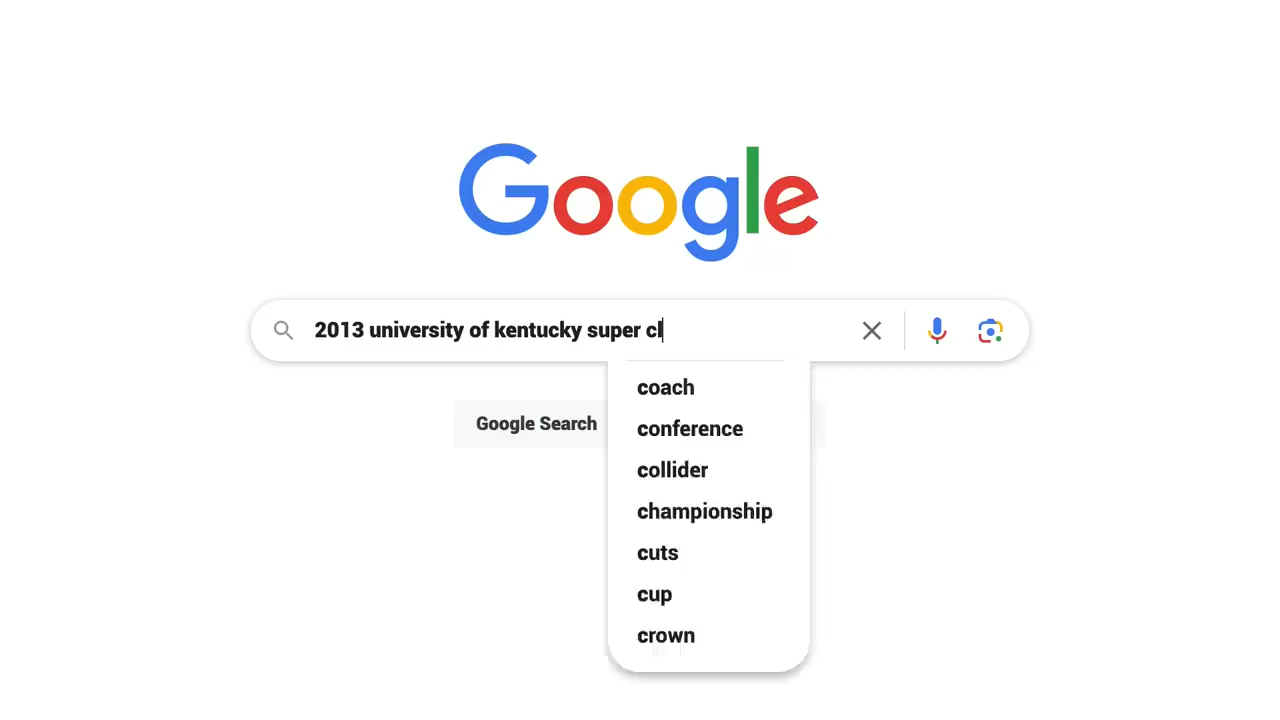 Google
2013 university of kentucky super cl
coach
Google Search
conference
collider
championship
cuts
cup
crown